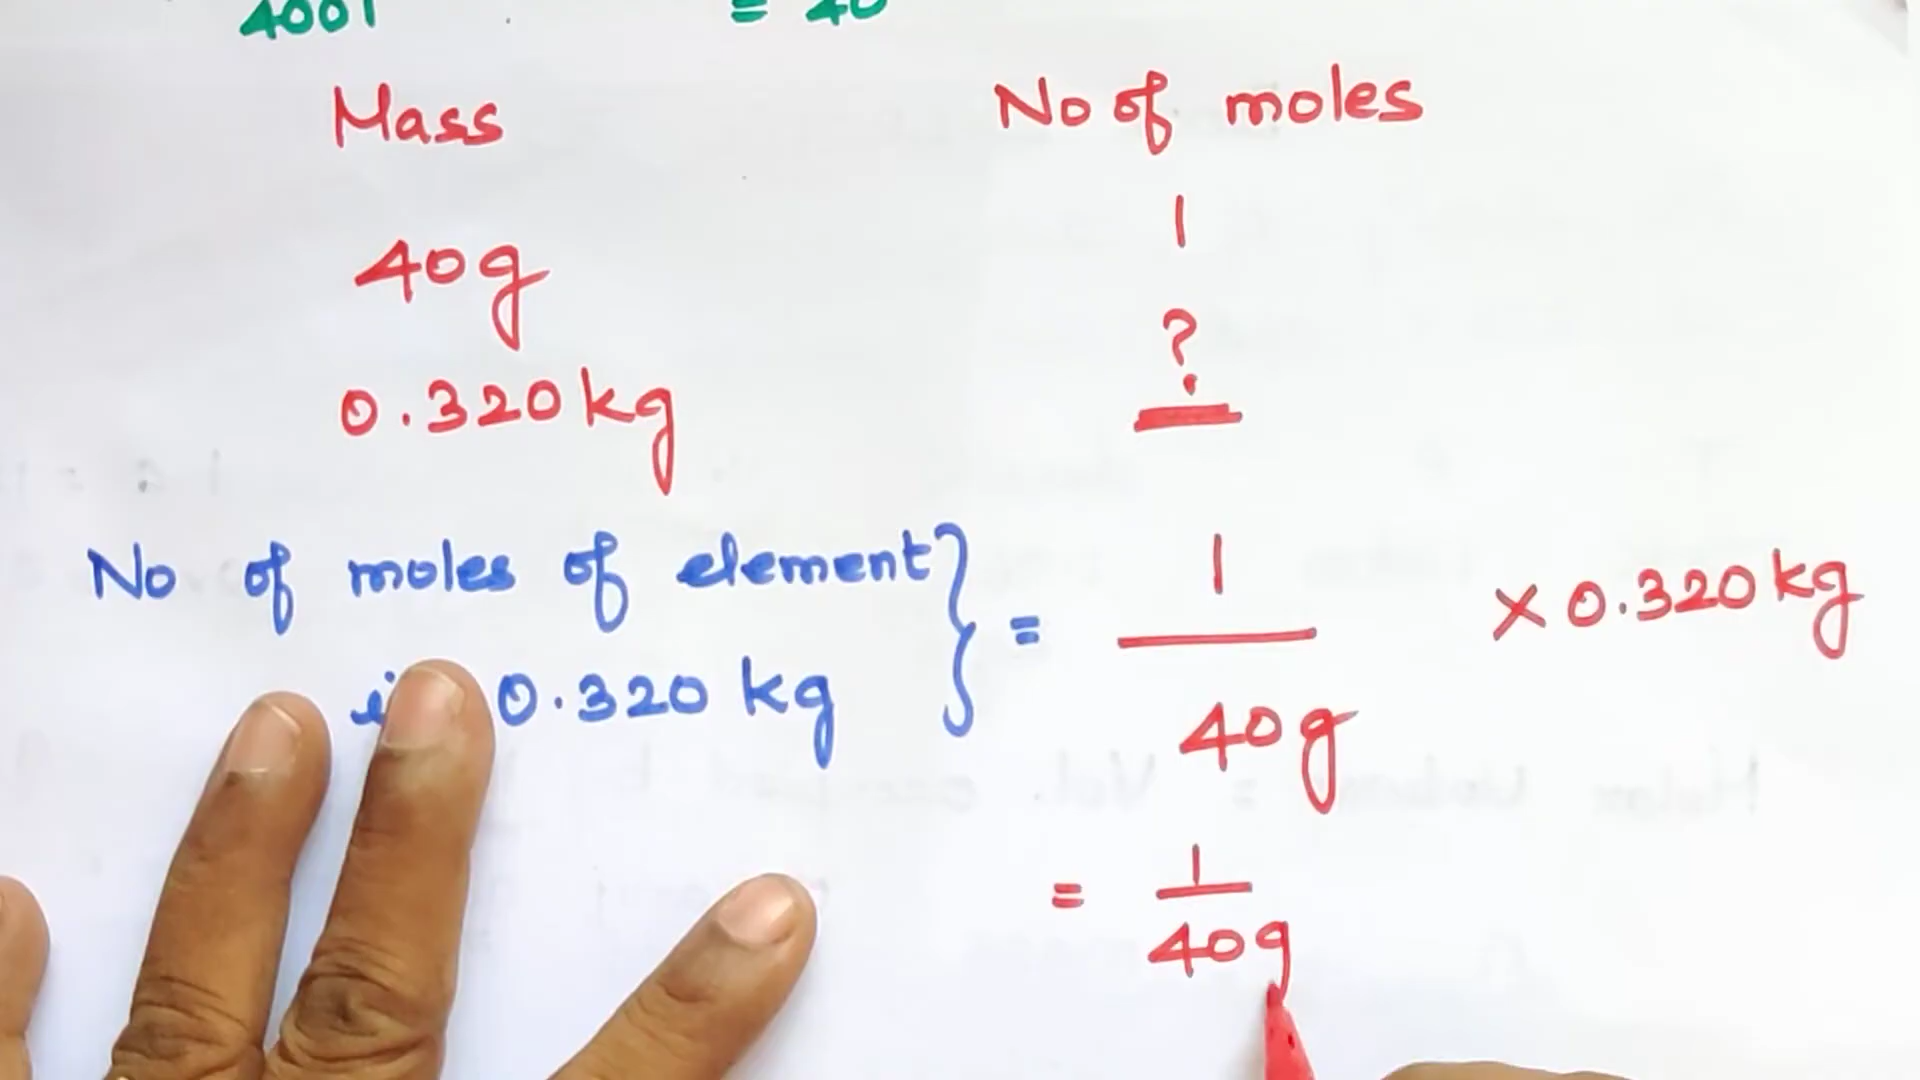 = 40
Mass No of moles
40g 1
0.320kg ?
No of moles of element } = 1 × 0.320kg
0.320 kg 40g
= 1
40g